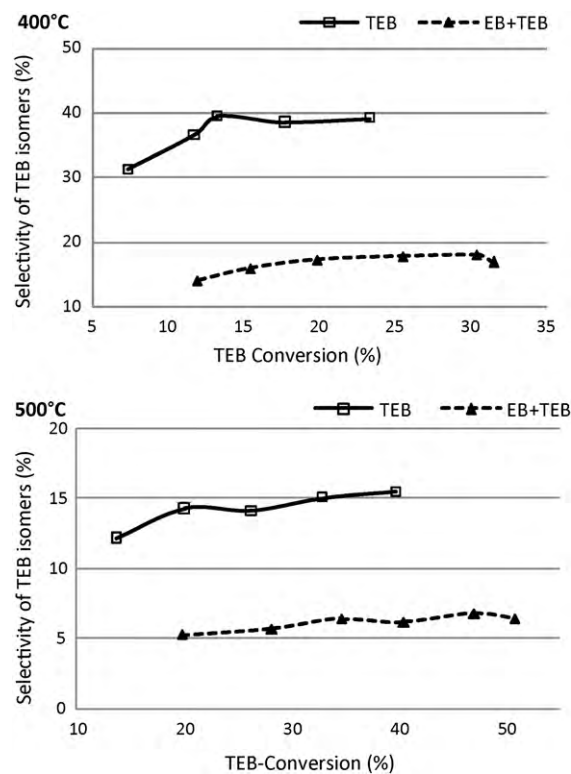 400°C
TEB EB+TEB
Selectivity of TEB isomers (%)
50
40
30
20
10
5 10 15 20 25 30 35
TEB Conversion (%)
500°C
TEB EB+TEB
Selectivity of TEB isomers (%)
20
15
10
5
0
10 20 30 40 50
TEB-Conversion (%)